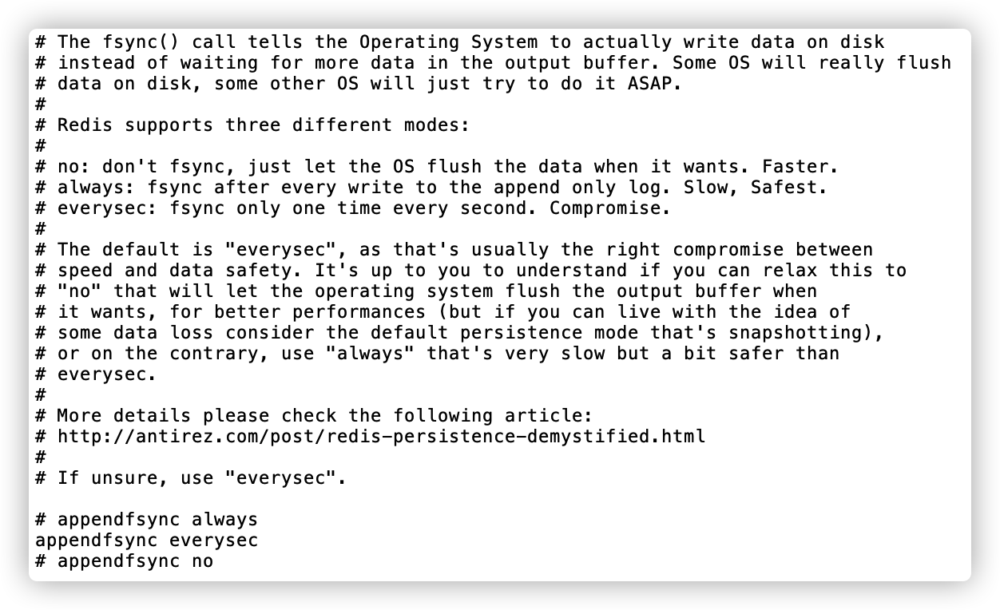 # The fsync() call tells the Operating System to actually write data on disk
# instead of waiting for more data in the output buffer. Some OS will really flush
# data on disk, some other OS will just try to do it ASAP.
#
# Redis supports three different modes:
#
# no: don't fsync, just let the OS flush the data when it wants. Faster.
# always: fsync after every write to the append only log. Slow, Safest.
# everysec: fsync only one time every second. Compromise.
#
# The default is "everysec", as that's usually the right compromise between
# speed and data safety. It's up to you to understand if you can relax this to
# "no" that will let the operating system flush the output buffer when
# it wants, for better performances (but if you can live with the idea of
# some data loss consider the default persistence mode that's snapshotting),
# or on the contrary, use "always" that's very slow but a bit safer than
# everysec.
#
# More details please check the following article:
# http://antirez.com/post/redis-persistence-demystified.html
#
# If unsure, use "everysec".

# appendfsync always
appendfsync everysec
# appendfsync no